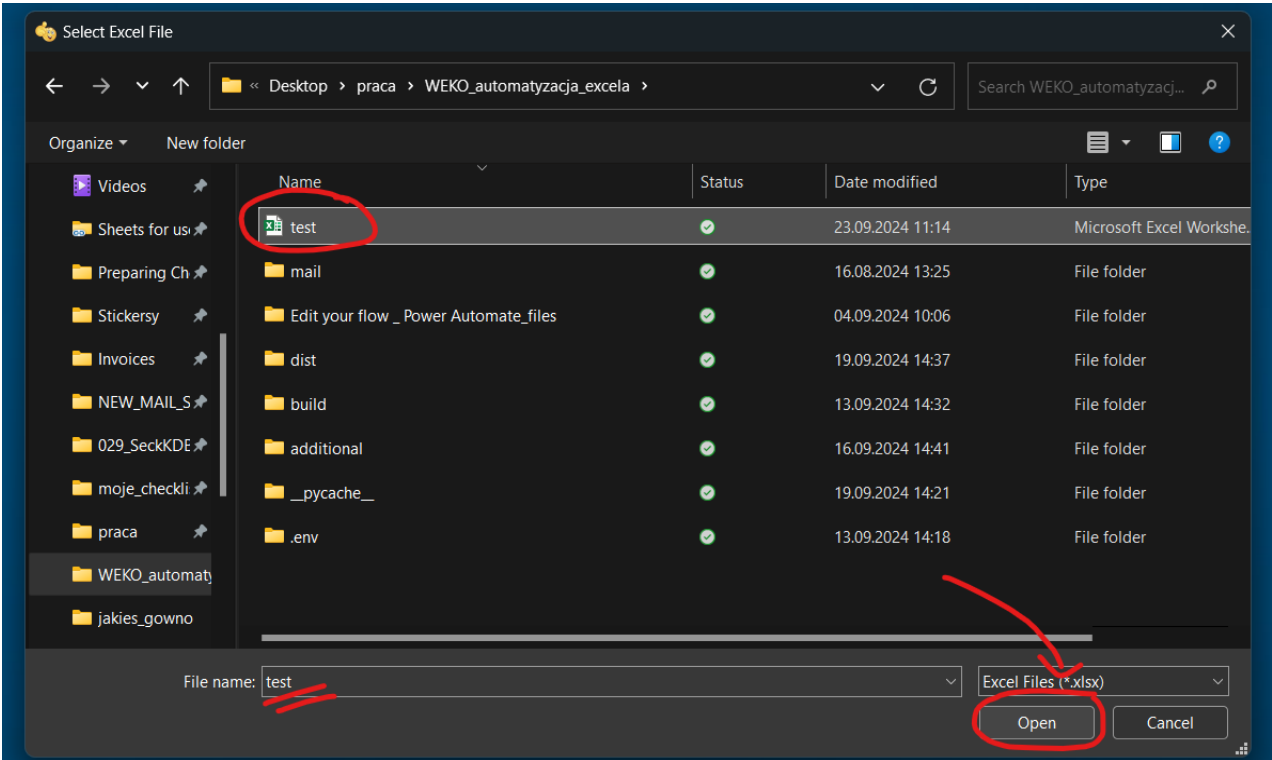 Select Excel File
« Desktop > praca > WEKO_automatyzacja_excela >
Search WEKO_automatyzacj...
Organize New folder
Name Status Date modified Type
Videos
Sheets for us
Preparing Ch
Stickersy
Invoices
NEW_MAIL_S
029_SeckKDE
moje_checkli
praca
WEKO_automaty
jakies_gowno
test 23.09.2024 11:14 Microsoft Excel Workshe..
mail 16.08.2024 13:25 File folder
Edit your flow _ Power Automate_files 04.09.2024 10:06 File folder
dist 19.09.2024 14:37 File folder
build 13.09.2024 14:32 File folder
additional 16.09.2024 14:41 File folder
__pycache__ 19.09.2024 14:21 File folder
.env 13.09.2024 14:18 File folder
File name: test Excel Files (*.xlsx)
Open Cancel